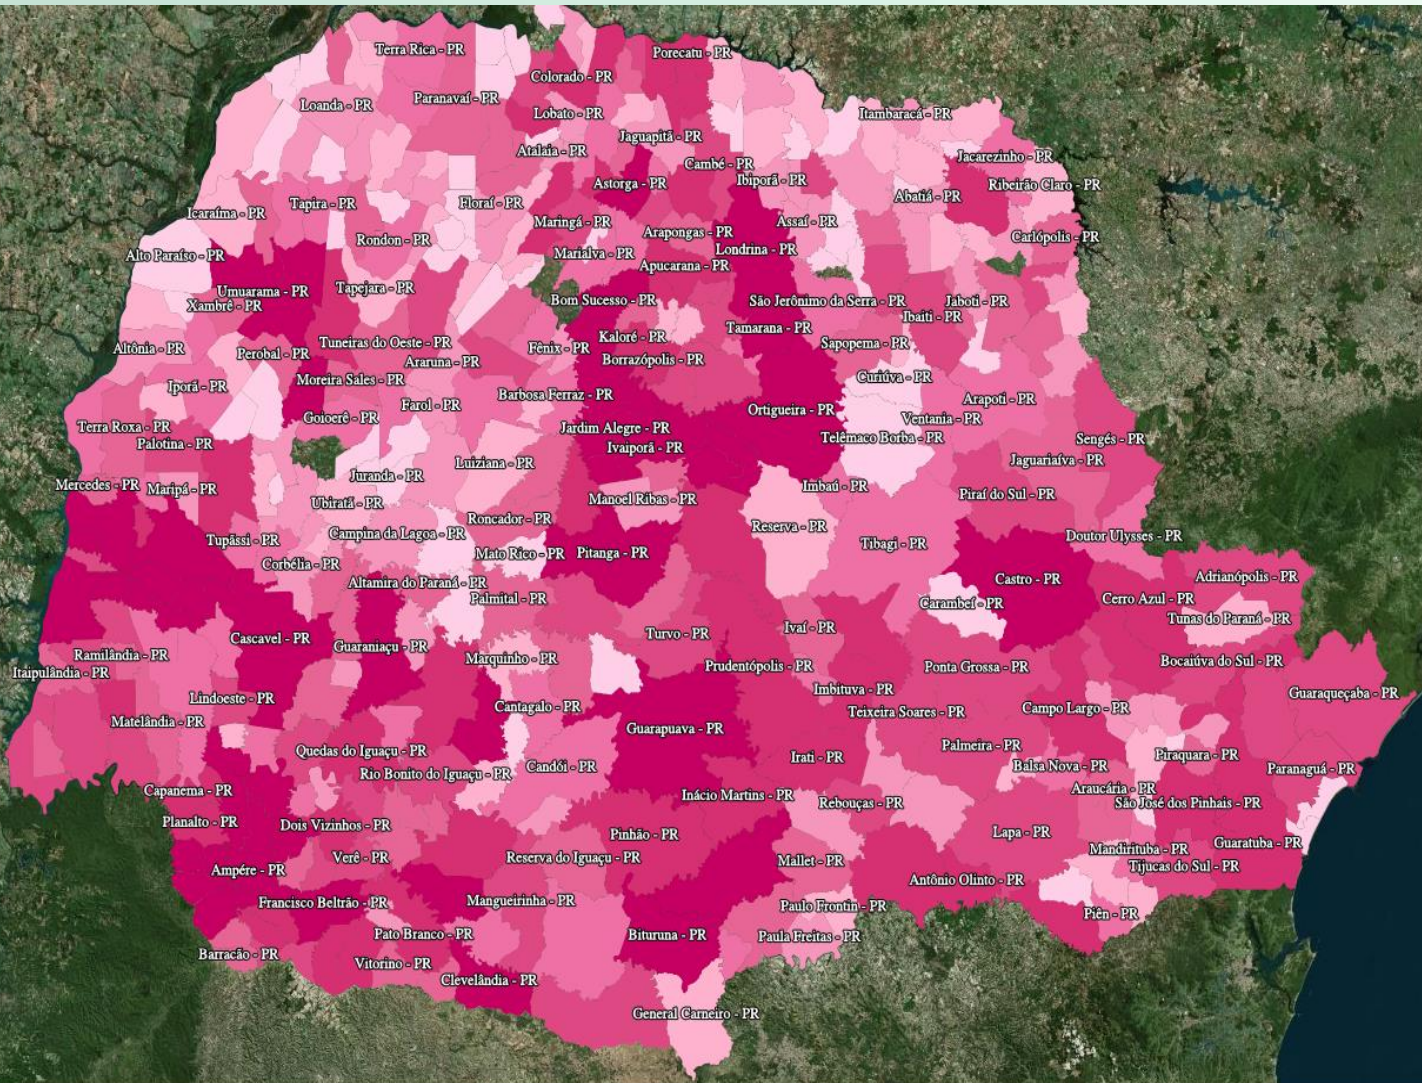 Terra Rica - PR
Porecatu - PR
Colorado - PR
Paranavaí - PR
Loanda - PR
Lobato - PR
Itambaracá - PR
Jaguapitã - PR
Atalaia - PR
Jacarezinho - PR
Cambé - PR
Ibiporã - PR
Astorga - PR
Ribeirão Claro - PR
Abatiá - PR
Tapira - PR
Floraí - PR
Icaraíma - PR
Maringá - PR
Assaí - PR
Arapongas - PR
Carlópolis - PR
Rondon - PR
Londrina - PR
Marialva - PR
Alto Paraíso - PR
Apucarana - PR
Umuarama - PR
Tapejara - PR
Bom Sucesso - PR
São Jerônimo da Serra - PR
Jaboti - PR
Xambrê - PR
Ibaiti - PR
Tamarana - PR
Kaloré - PR
Tuneiras do Oeste - PR
Sapopema - PR
Altônia - PR
Fênix - PR
Perobal - PR
Borrazópolis - PR
Araruna - PR
Curiúva - PR
Moreira Sales - PR
Iporã - PR
Barbosa Ferraz - PR
Arapoti - PR
Farol - PR
Ortigueira - PR
Goioerê - PR
Ventania - PR
Terra Roxa - PR
Jardim Alegre - PR
Telêmaco Borba - PR
Sengés - PR
Palotina - PR
Ivaiporã - PR
Jaguariaíva - PR
Luiziana - PR
Juranda - PR
Mercedes - PR
Imbaú - PR
Maripá - PR
Piraí do Sul - PR
Manoel Ribas - PR
Ubiratã - PR
Roncador - PR
Reserva - PR
Campina da Lagoa - PR
Doutor Ulysses - PR
Tupãssi - PR
Tibagi - PR
Mato Rico - PR
Pitanga - PR
Corbélia - PR
Adrianópolis - PR
Castro - PR
Altamira do Paraná - PR
Palmital - PR
Cerro Azul - PR
Carambeí - PR
Tunas do Paraná - PR
Ivaí - PR
Turvo - PR
Cascavel - PR
Guaraniaçu - PR
Ramilândia - PR
Marquinho - PR
Bocaiúva do Sul - PR
Prudentópolis - PR
Ponta Grossa - PR
Itaipulândia - PR
Imbituva - PR
Guaraqueçaba - PR
Lindoeste - PR
Cantagalo - PR
Campo Largo - PR
Teixeira Soares - PR
Matelândia - PR
Guarapuava - PR
Palmeira - PR
Quedas do Iguaçu - PR
Piraquara - PR
Irati - PR
Candói - PR
Balsa Nova - PR
Paranaguá - PR
Rio Bonito do Iguaçu - PR
Capanema - PR
Araucária - PR
Inácio Martins - PR
Rebouças - PR
São José dos Pinhais - PR
Planalto - PR
Dois Vizinhos - PR
Lapa - PR
Pinhão - PR
Guaratuba - PR
Mandirituba - PR
Verê - PR
Reserva do Iguaçu - PR
Mallet - PR
Tijucas do Sul - PR
Ampére - PR
Antônio Olinto - PR
Mangueirinha - PR
Francisco Beltrão - PR
Paulo Frontin - PR
Piên - PR
Pato Branco - PR
Bituruna - PR
Paula Freitas - PR
Barracão - PR
Vitorino - PR
Clevelândia - PR
General Carneiro - PR